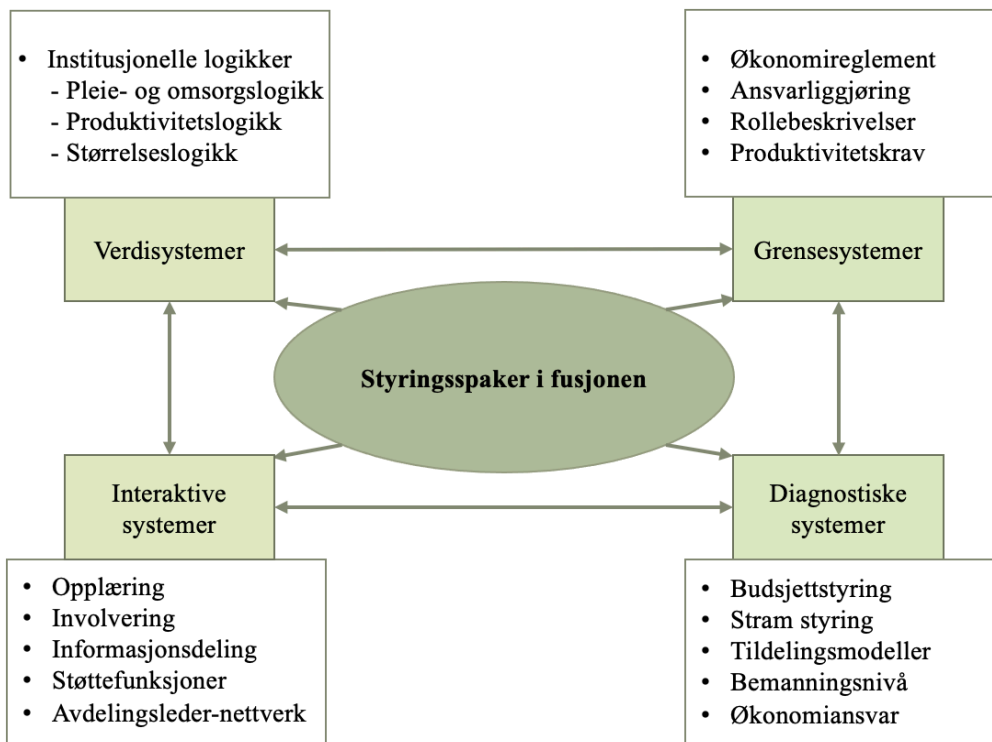 • Institusjonelle logikker
- Pleie- og omsorgslogikk
- Produktivitetslogikk
- Størrelseslogikk
• Økonomireglement
• Ansvarliggjøring
• Rollebeskrivelser
• Produktivitetskrav
Verdisystemer
Grensesystemer
Styringsspaker i fusjonen
Interaktive
systemer
Diagnostiske
systemer
• Opplæring
• Involvering
• Informasjonsdeling
• Støttefunksjoner
• Avdelingsleder-nettverk
• Budsjettstyring
• Stram styring
• Tildelingsmodeller
• Bemanningsnivå
• Økonomiansvar